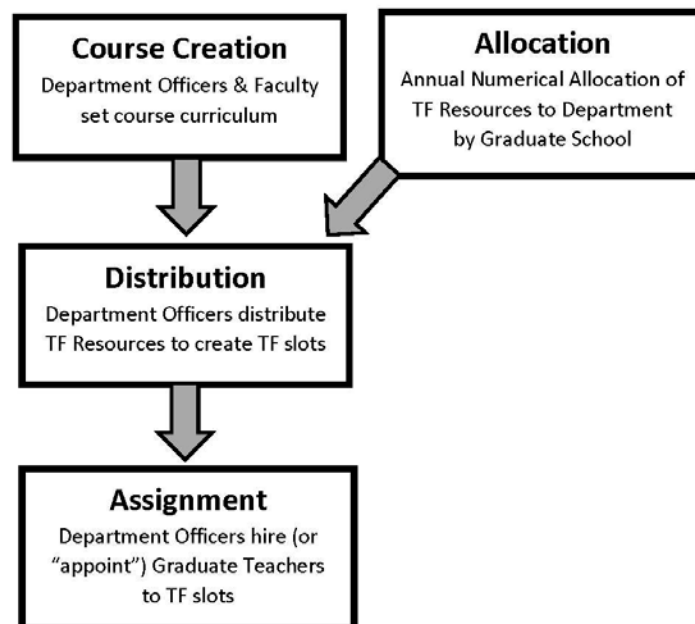 Course Creation
Department Officers & Faculty
set course curriculum
Allocation
Annual Numerical Allocation of
TF Resources to Department
by Graduate School
Distribution
Department Officers distribute
TF Resources to create TF slots
Assignment
Department Officers hire (or
“appoint”) Graduate Teachers
to TF slots